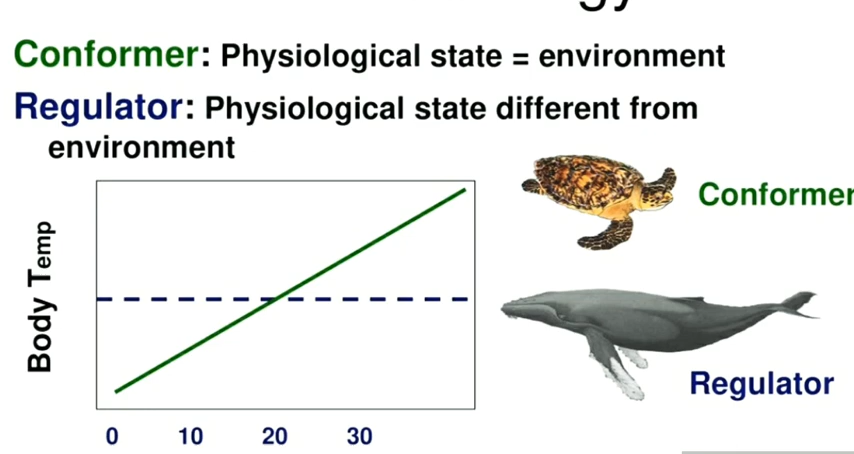 Conformer: Physiological state = environment
Regulator: Physiological state different from
environment
Conformer
Body Temp
Regulator
0 10 20 30